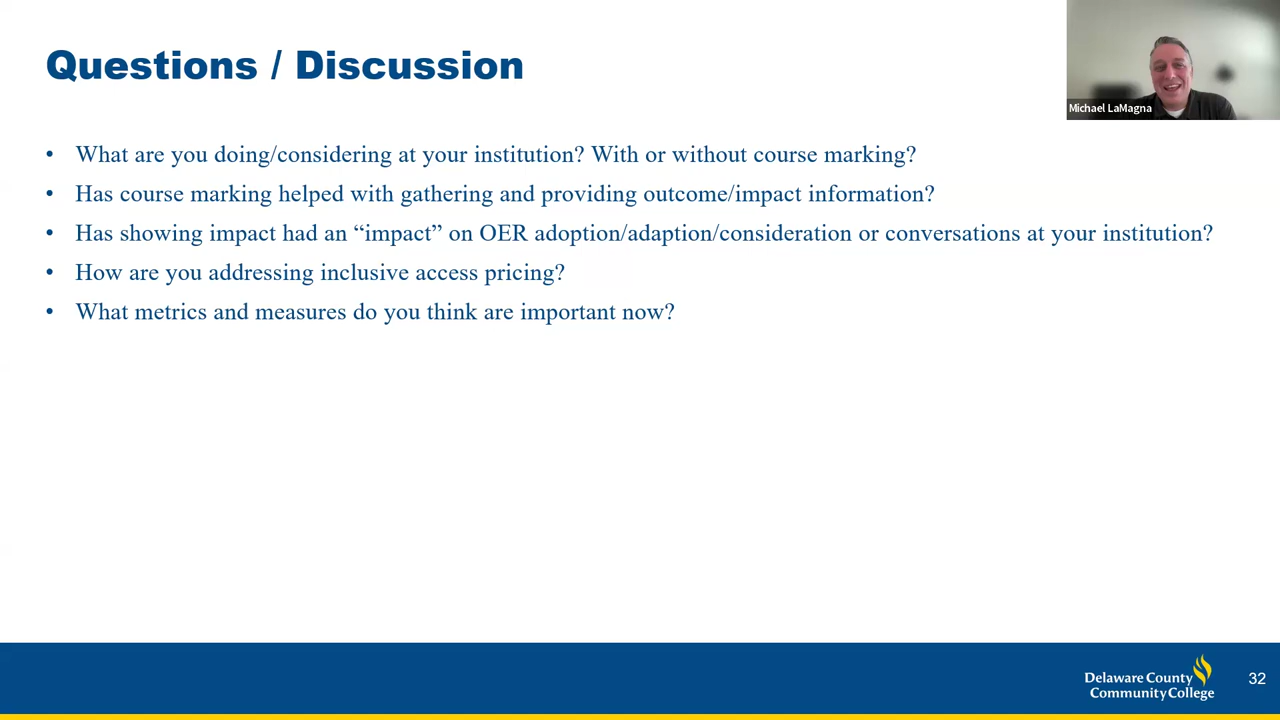 Questions / Discussion
Michael LaMagna
• What are you doing/considering at your institution? With or without course marking?
• Has course marking helped with gathering and providing outcome/impact information?
• Has showing impact had an “impact” on OER adoption/adaption/consideration or conversations at your institution?
• How are you addressing inclusive access pricing?
• What metrics and measures do you think are important now?
Delaware County
Community College
32